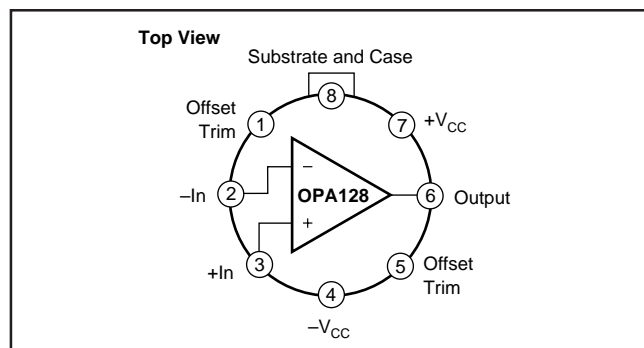 Top View
Substrate and Case
8
Offset
Trim
1
7
+VCC
–In
2
–
OPA128
6
Output
+
+In
3
5
Offset
Trim
4
–VCC